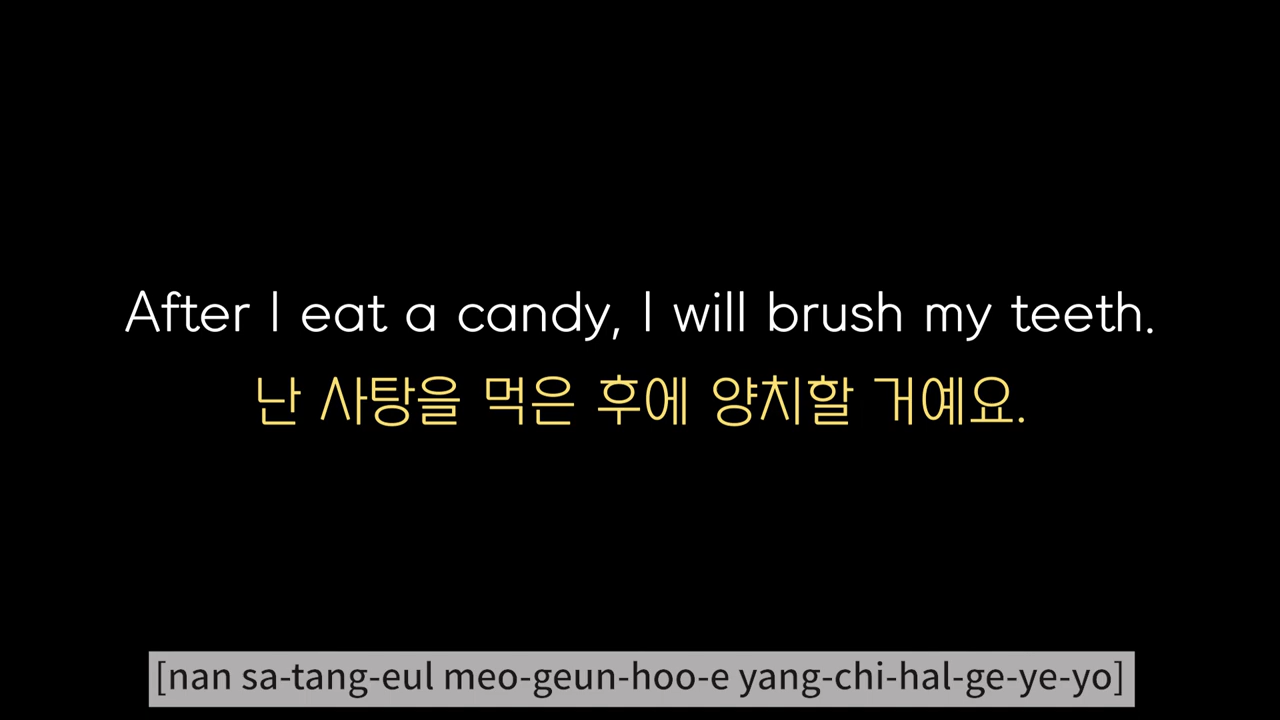 After I eat a candy, I will brush my teeth.
난 사탕을 먹은 후에 양치할 거예요.
[nan sa-tang-eul meo-geun-hoo-e yang-chi-hal-ge-ye-yo]